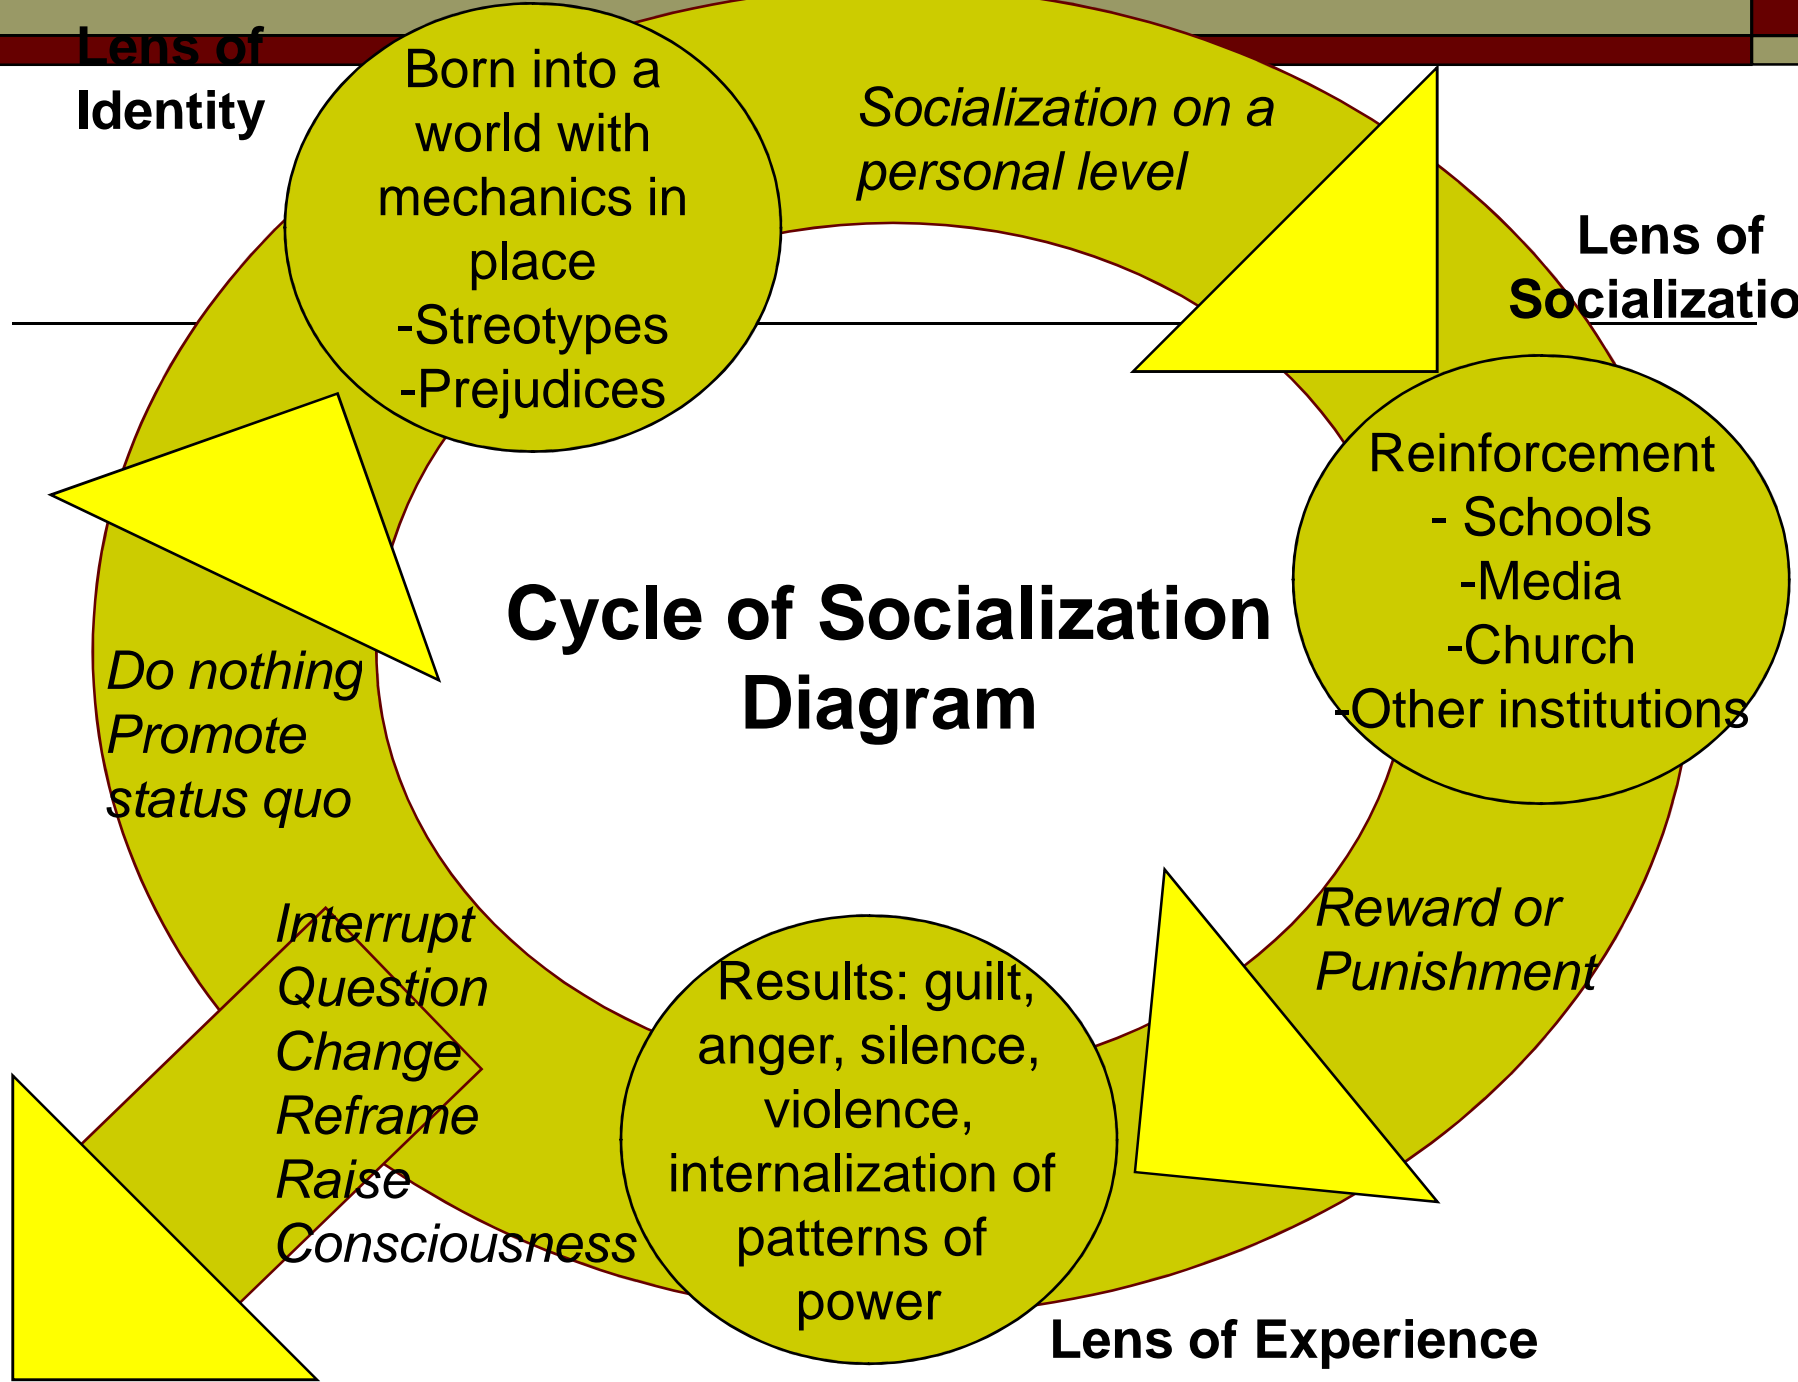 Lens of
Identity
Born into a
world with
mechanics in
place
-Streotypes
-Prejudices
Socialization on a
personal level
Lens of
Socializatio
Reinforcement
- Schools
-Media
-Church
-Other institutions
Cycle of Socialization
Diagram
Do nothing
Promote
status quo
Reward or
Punishment
Interrupt
Question
Change
Reframe
Raise
Consciousness
Results: guilt,
anger, silence,
violence,
internalization of
patterns of
power
Lens of Experience